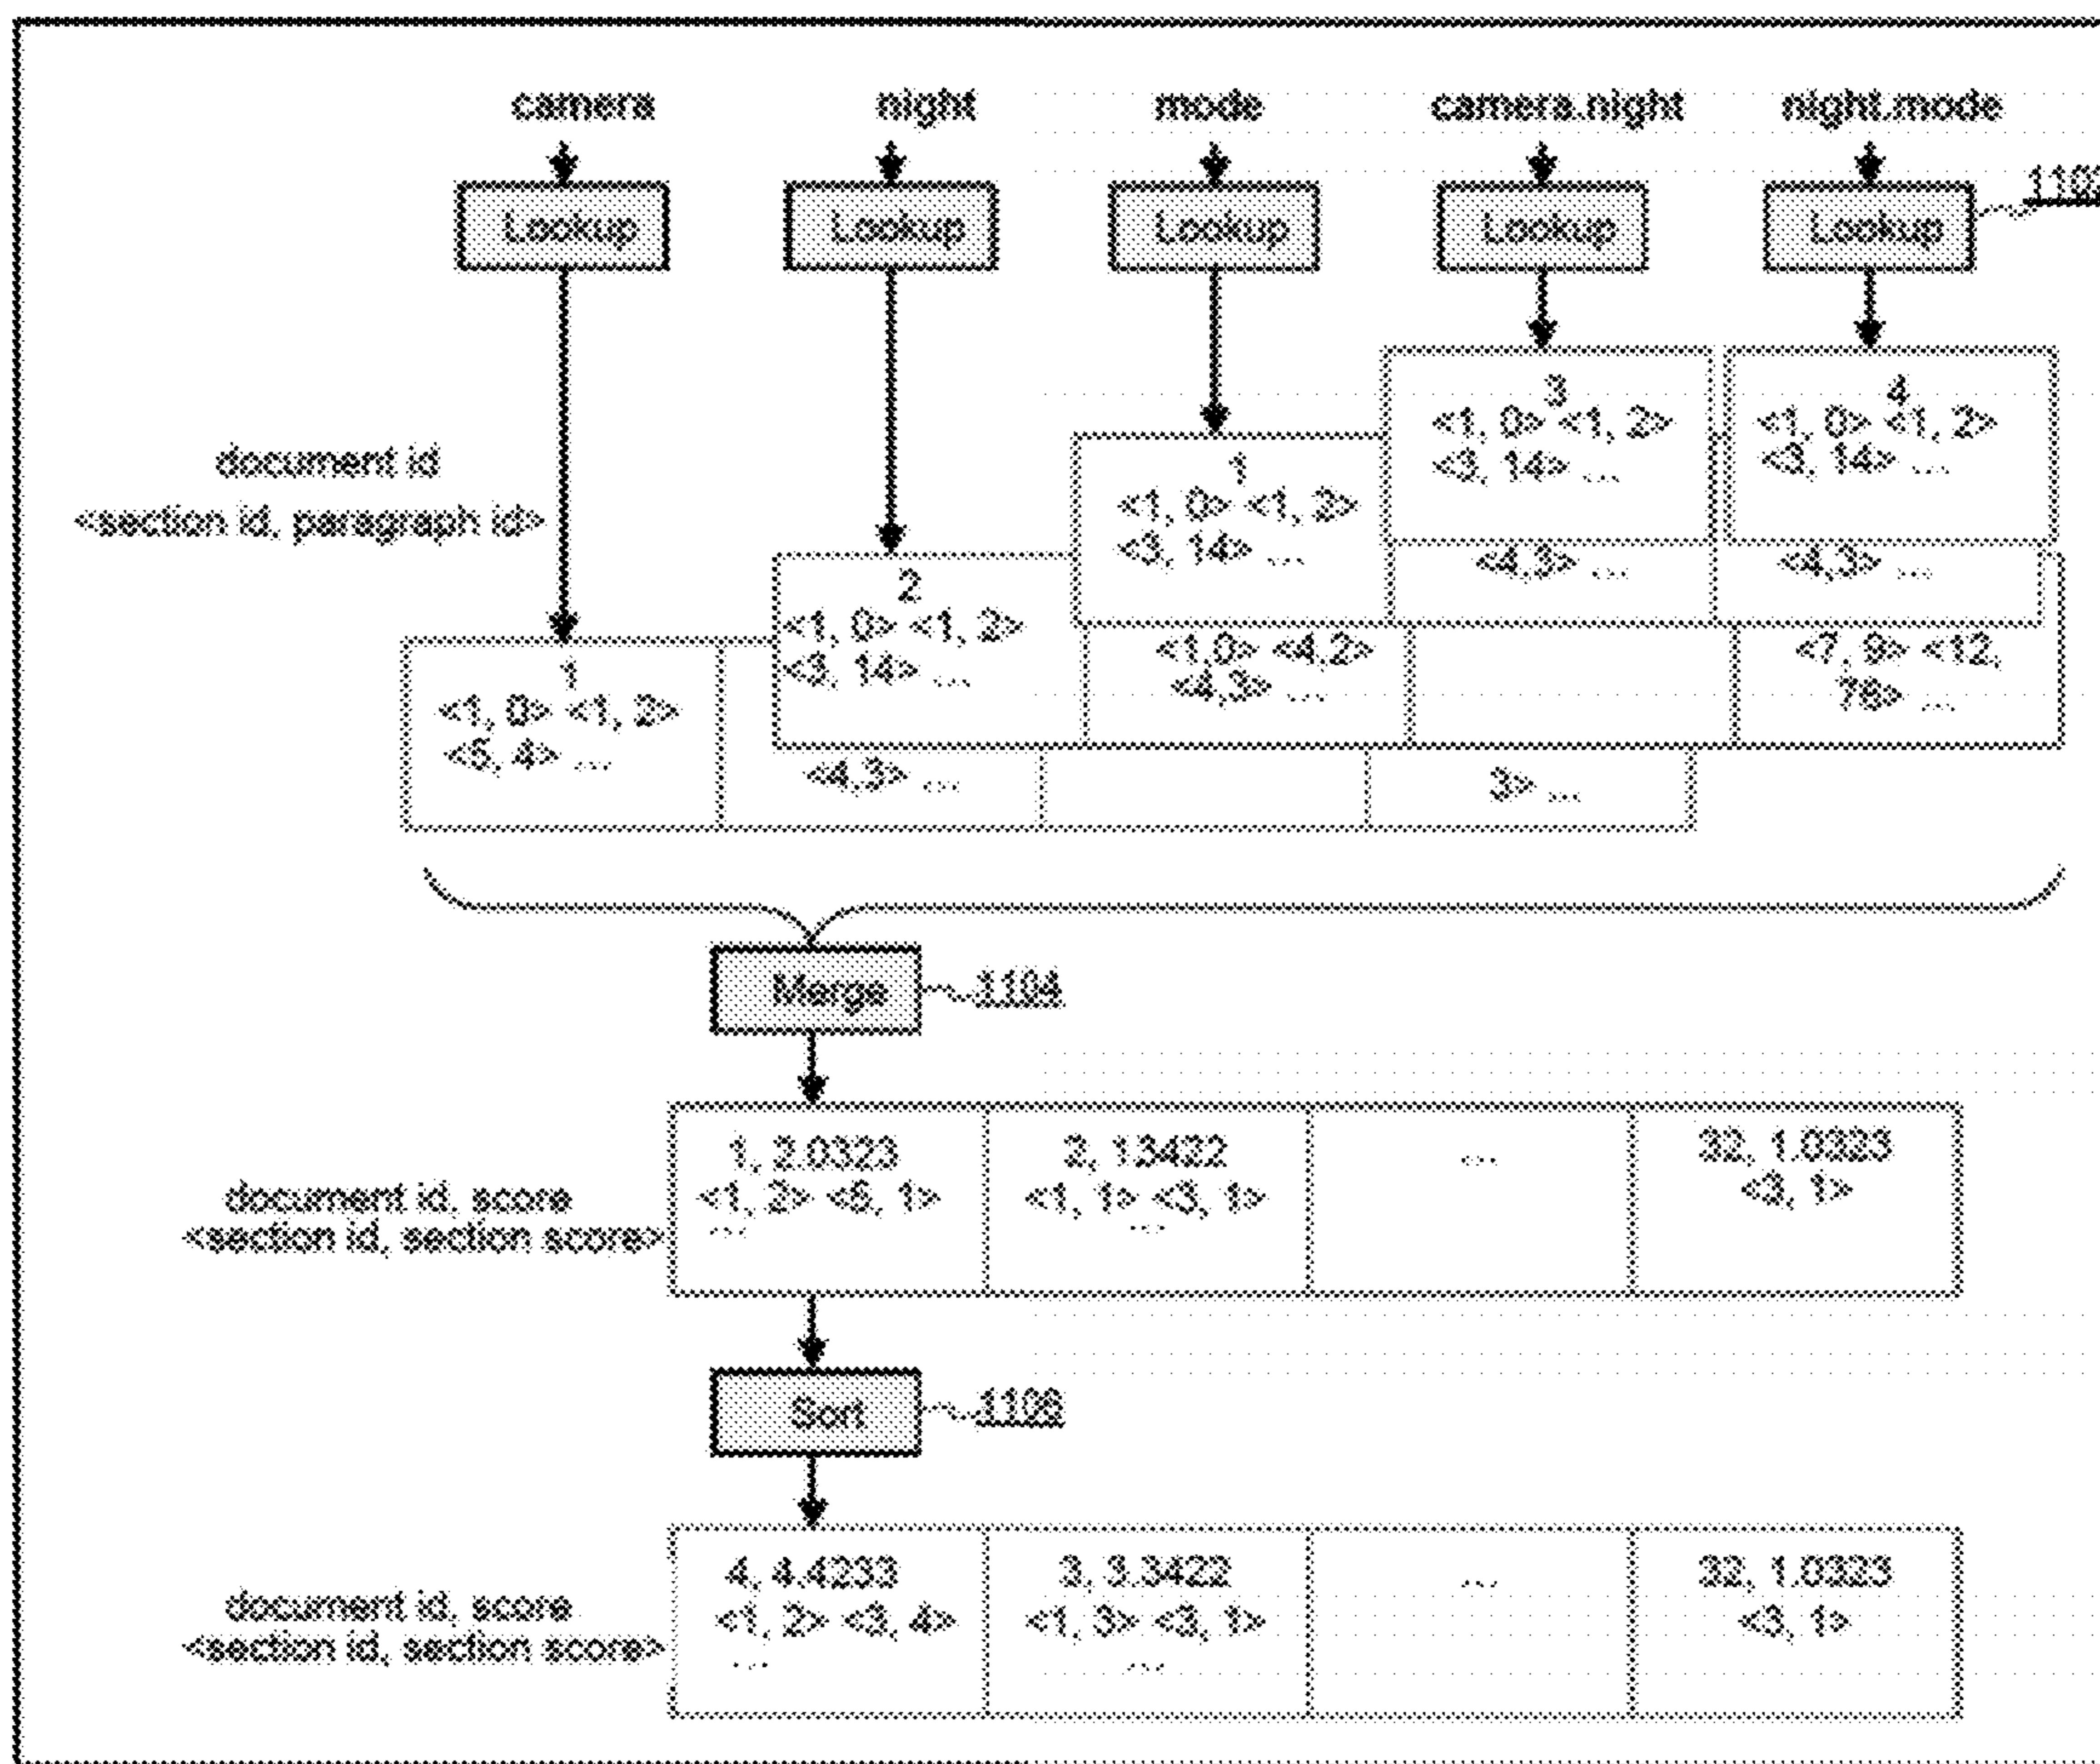 camera night mode camera.night night.mode
Lookup Lookup Lookup Lookup Lookup
3 4
<1, 0> <1, 2> <1, 0> <1, 2>
<3, 14> ... <3, 14> ...
document id
<section id, paragraph id>
1
<1, 0> <1, 2>
<3, 14> ...
<4,3> ... <4,3> ...
2
<1, 0> <1, 2>
<3, 14> ...
<1,0> <4,2>
<4,3> ...
<7, 9> <12,
76> ...
1
<1, 0> <1, 2>
<5, 4> ...
<4,3> ... 3> ...
Merge 1104
document id, score
<section id, section score>
1, 2.0323 2, 1.3422 ... 32, 1.0323
<1, 2> <5, 1> <1, 1> <3, 1> <3, 1>
... ...
Sort 1106
document id, score
<section id, section score>
4, 4.4233 3, 3.3422 ... 32, 1.0323
<1, 2> <3, 4> <1, 3> <3, 1> <3, 1>
... ...